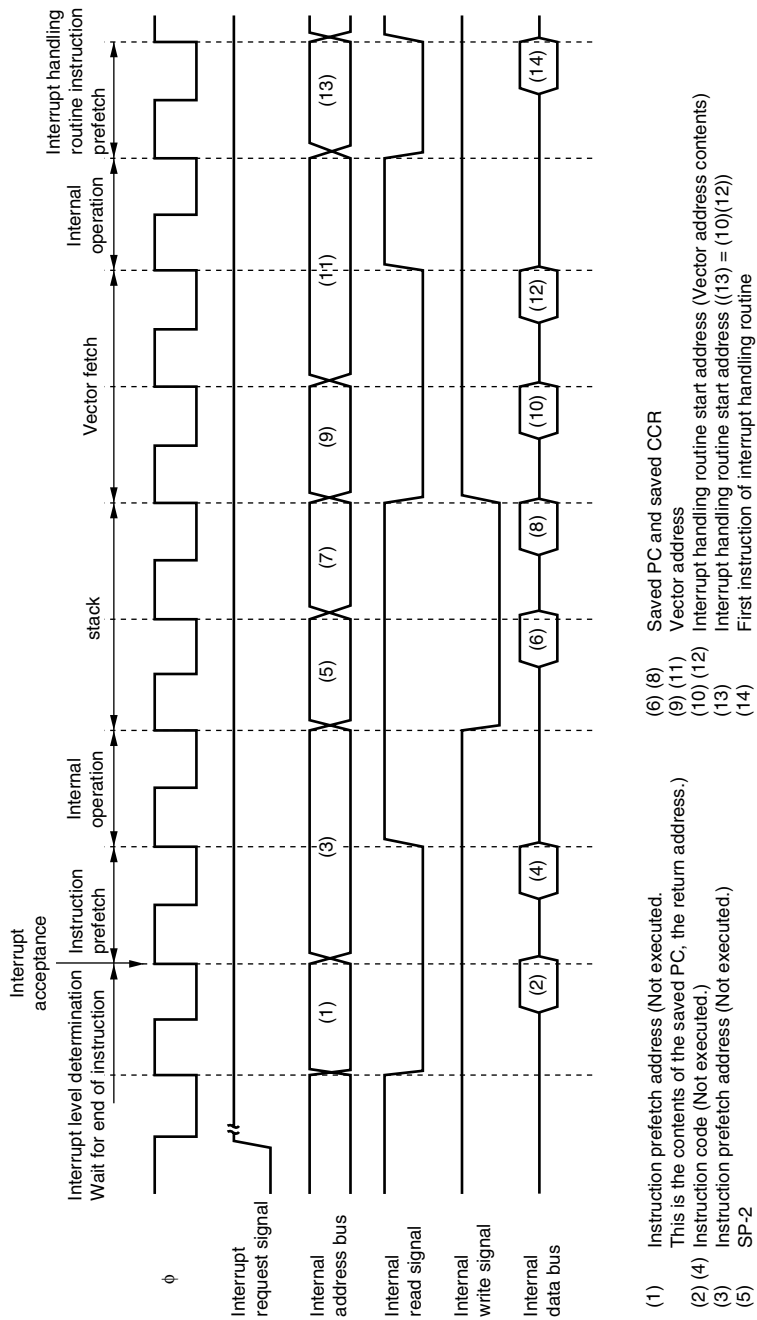 Interrupt
acceptance
Interrupt level determination
Wait for end of instruction
Instruction
prefetch
Internal
operation
stack
Vector fetch
Internal
operation
Interrupt handling
routine instruction
prefetch
φ
Interrupt
request signal
Internal
address bus
(1)
(3)
(5)
(7)
(9)
(11)
(13)
Internal
read signal
Internal
write signal
Internal
data bus
(2)
(4)
(6)
(8)
(10)
(12)
(14)
(1) Instruction prefetch address (Not executed.
This is the contents of the saved PC, the return address.)
(2) (4) Instruction code (Not executed.)
(3) Instruction prefetch address (Not executed.)
(5) SP-2
(6) (8) Saved PC and saved CCR
(9) (11) Vector address
(10) (12) Interrupt handling routine start address (Vector address contents)
(13) Interrupt handling routine start address ((13) = (10)(12))
(14) First instruction of interrupt handling routine